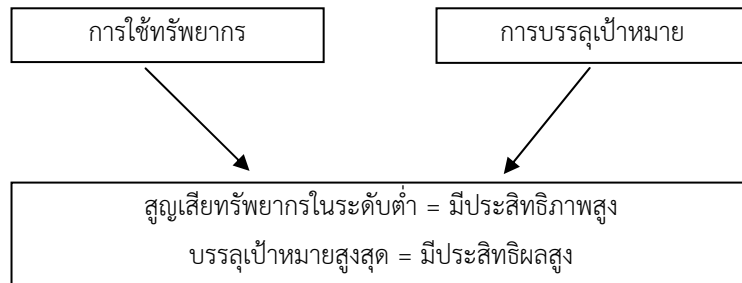 การใช้ทรัพยากร
การบรรลุเป้าหมาย
สูญเสียทรัพยากรในระดับต่ำ = มีประสิทธิภาพสูง
บรรลุเป้าหมายสูงสุด = มีประสิทธิผลสูง